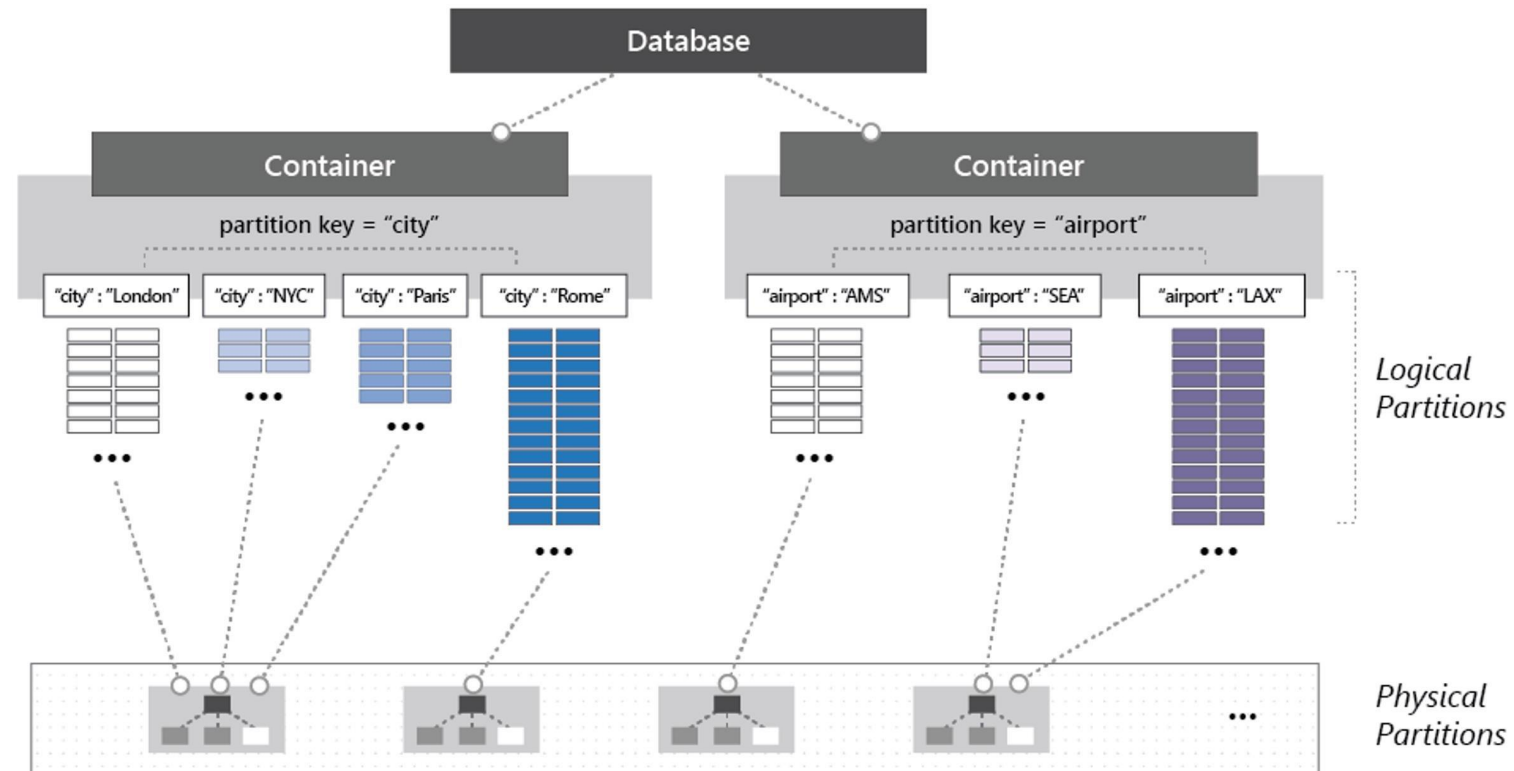 Database
Container
Container
partition key = “city”
partition key = “airport”
“city” : ”London”
“city” : ”NYC”
“city” : ”Paris”
“city” : ”Rome”
“airport” : ”AMS”
“airport” : ”SEA”
“airport” : ”LAX”
Logical
Partitions
Physical
Partitions